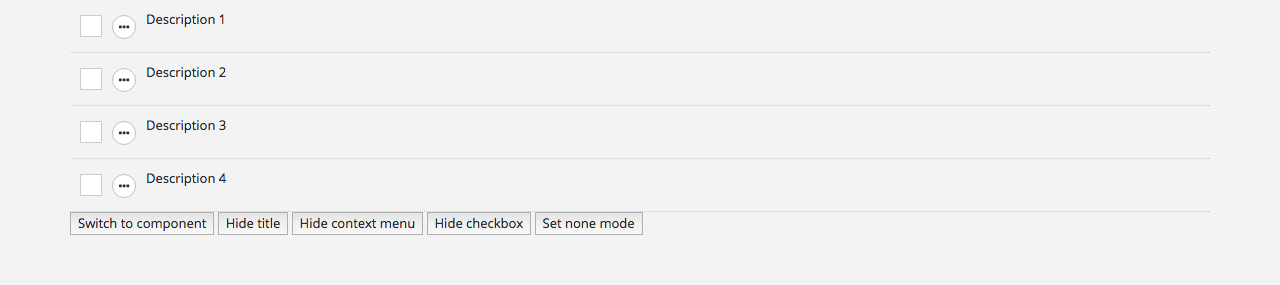 Description 1
Description 2
Description 3
Description 4
Switch to component Hide title Hide context menu Hide checkbox Set none mode